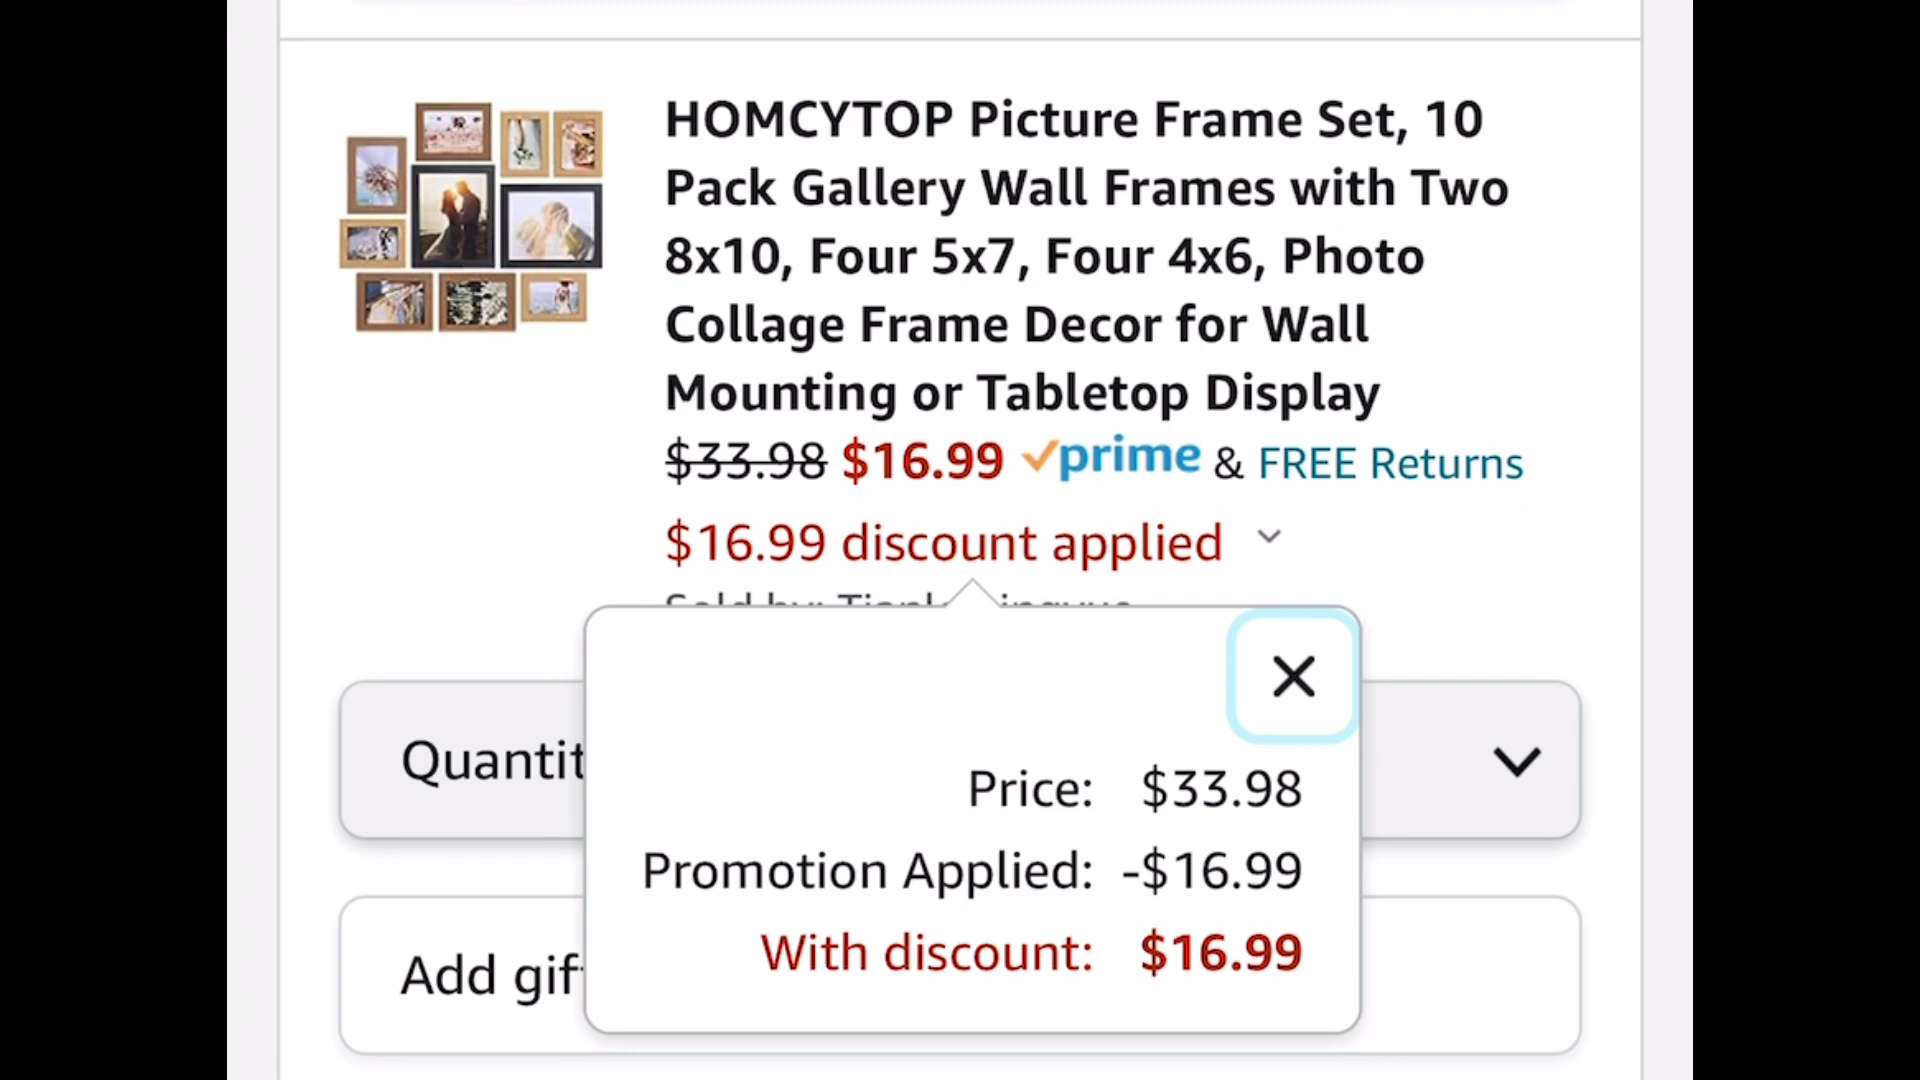 HOMCYTOP Picture Frame Set, 10
Pack Gallery Wall Frames with Two
8x10, Four 5x7, Four 4x6, Photo
Collage Frame Decor for Wall
Mounting or Tabletop Display
$33.98 $16.99 prime & FREE Returns
$16.99 discount applied
Sold by:
Quantit
Price: $33.98
Promotion Applied: -$16.99
With discount: $16.99
Add gif